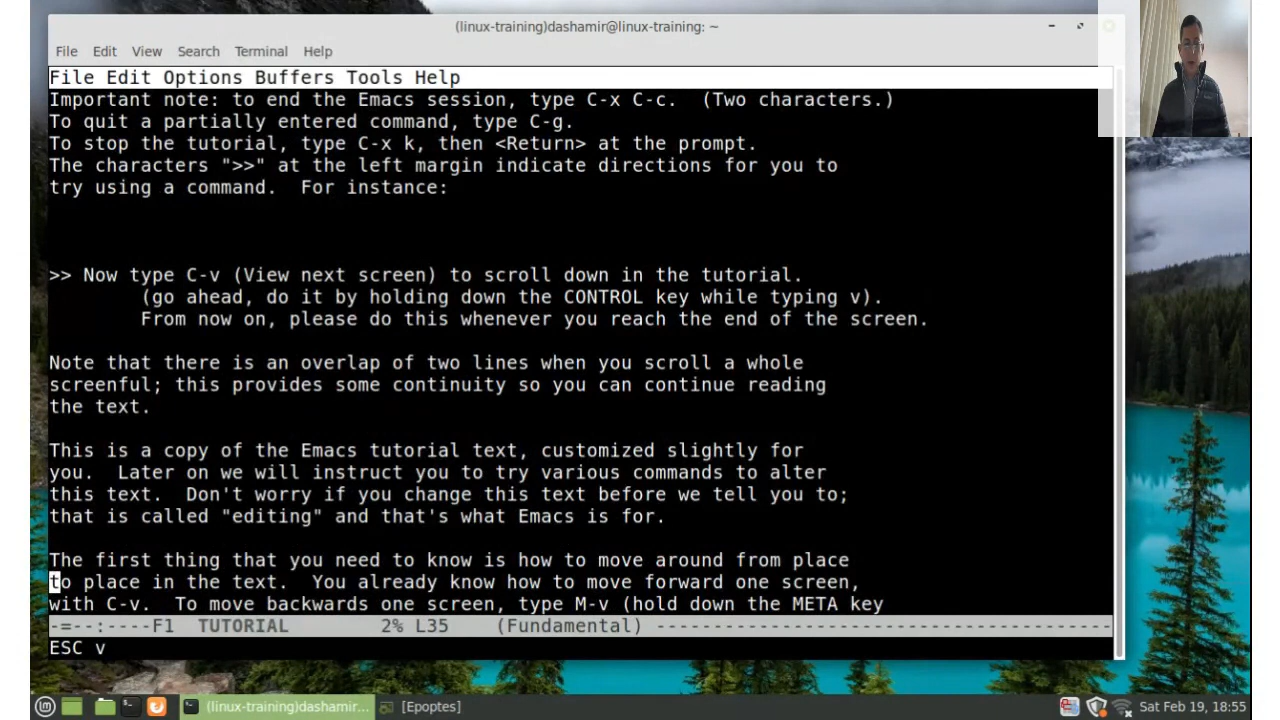 (linux-training)dashamir@linux-training: ~
File Edit View Search Terminal Help
File Edit Options Buffers Tools Help
Important note: to end the Emacs session, type C-x C-c.  (Two characters.)
To quit a partially entered command, type C-g.
To stop the tutorial, type C-x k, then <Return> at the prompt.
The characters ">>" at the left margin indicate directions for you to
try using a command.  For instance:
>> Now type C-v (View next screen) to scroll down in the tutorial.
(go ahead, do it by holding down the CONTROL key while typing v).
From now on, please do this whenever you reach the end of the screen.
Note that there is an overlap of two lines when you scroll a whole
screenful; this provides some continuity so you can continue reading
the text.
This is a copy of the Emacs tutorial text, customized slightly for
you.  Later on we will instruct you to try various commands to alter
this text.  Don't worry if you change this text before we tell you to;
that is called "editing" and that's what Emacs is for.
The first thing that you need to know is how to move around from place
to place in the text.  You already know how to move forward one screen,
with C-v.  To move backwards one screen, type M-v (hold down the META key
-=--:----F1  TUTORIAL        2% L35    (Fundamental) ----------------------------------------
ESC v
(linux-training)dashamir... [Epoptes] Sat Feb 19, 18:55